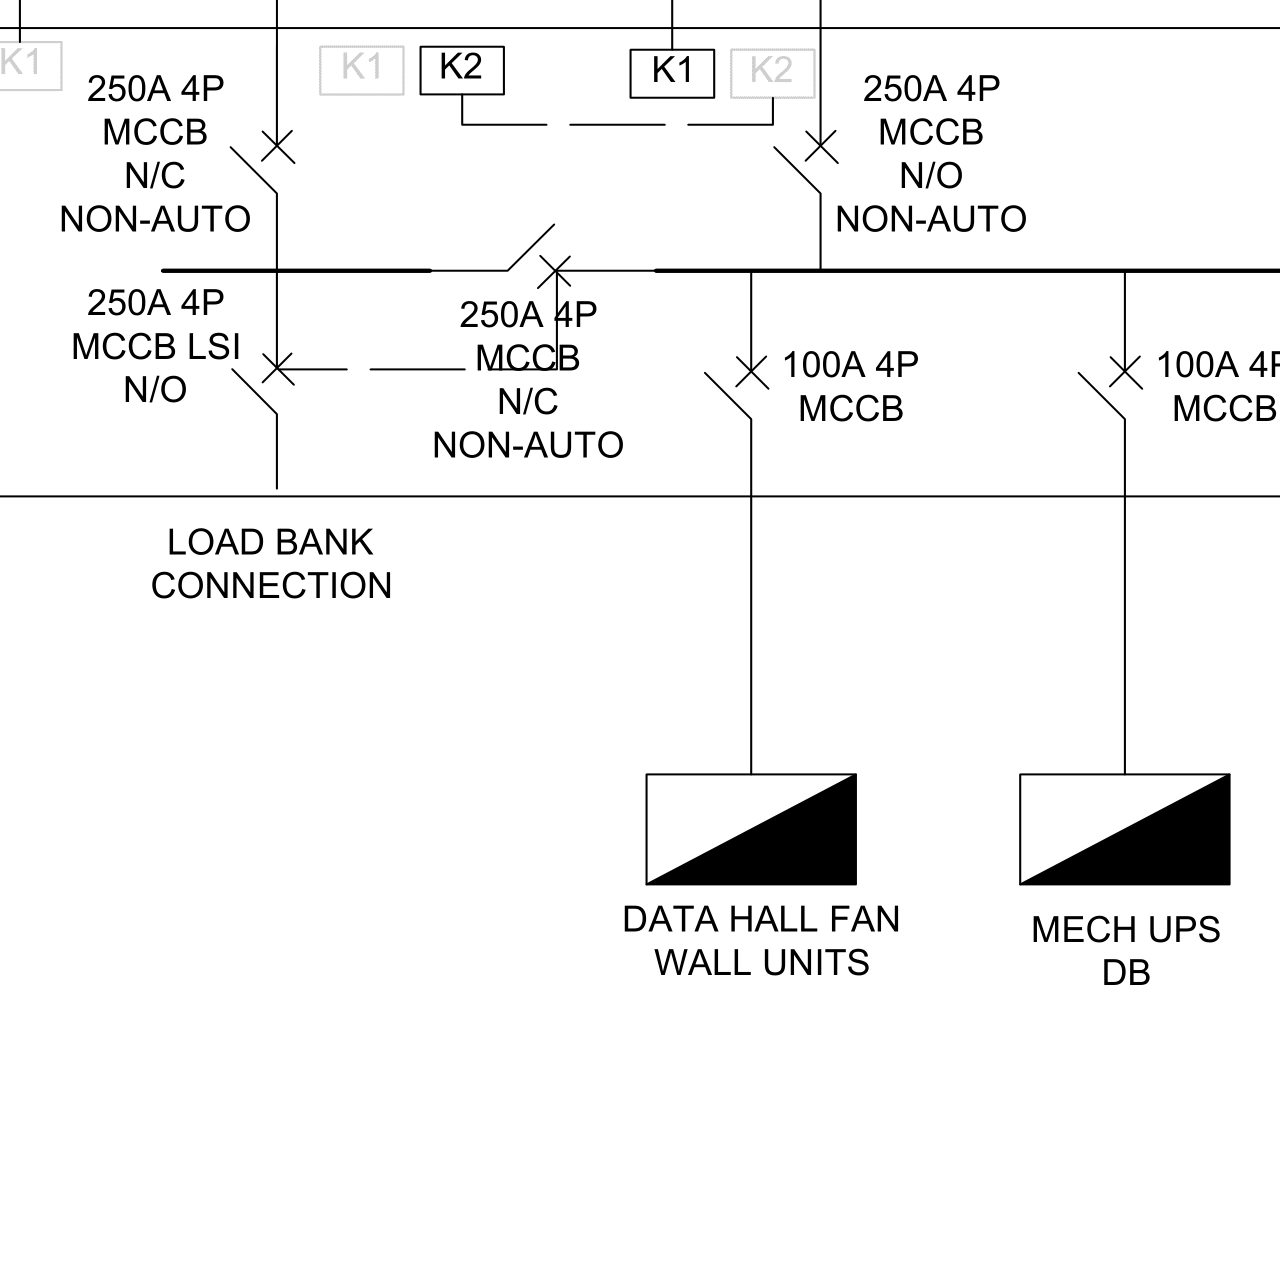 K1
K1
K2
K1
K2
250A 4P
MCCB
N/C
NON-AUTO
250A 4P
MCCB
N/O
NON-AUTO
250A 4P
MCCB LSI
N/O
250A 4P
MCCB
N/C
NON-AUTO
100A 4P
MCCB
100A 4P
MCCB
LOAD BANK
CONNECTION
DATA HALL FAN
WALL UNITS
MECH UPS
DB